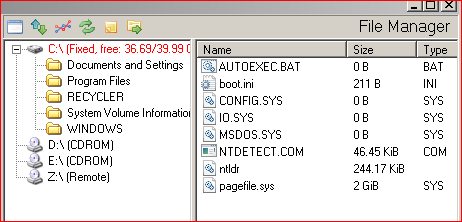 File Manager
C:\ (Fixed, free: 36.69/39.99 G
Documents and Settings
Program Files
RECYCLER
System Volume Information
WINDOWS
D:\ (CDROM)
E:\ (CDROM)
Z:\ (Remote)
Name Size Type
AUTOEXEC.BAT 0 B BAT
boot.ini 211 B INI
CONFIG.SYS 0 B SYS
IO.SYS 0 B SYS
MSDOS.SYS 0 B SYS
NTDETECT.COM 46.45 KiB COM
ntldr 244.17 KiB
pagefile.sys 2 GiB SYS